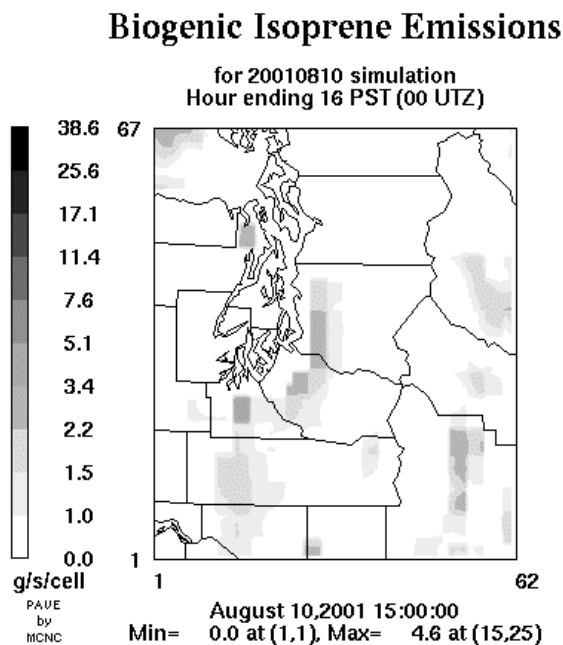 Biogenic Isoprene Emissions
for 20010810 simulation
Hour ending 16 PST (00 UTZ)
38.6
25.6
17.1
11.4
7.6
5.1
3.4
2.2
1.5
1.0
0.0
g/s/cell
PAVE
by
MCNC
67
1
1
62
August 10,2001 15:00:00
Min= 0.0 at (1,1), Max= 4.6 at (15,25)